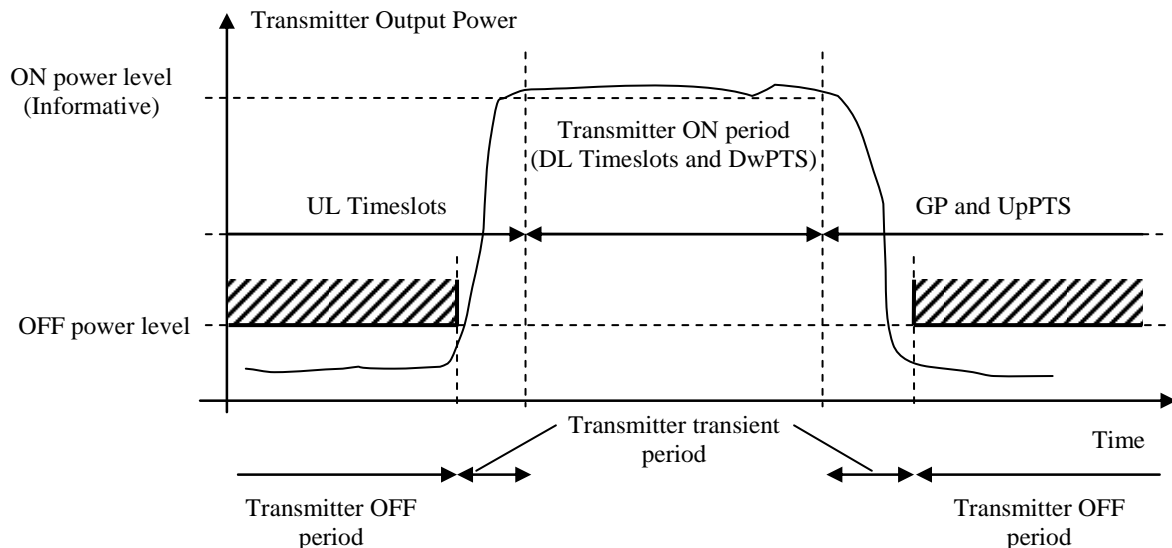 Transmitter Output Power
ON power level
(Informative)
Transmitter ON period
(DL Timeslots and DwPTS)
UL Timeslots
GP and UpPTS
OFF power level
Transmitter transient
period
Time
Transmitter OFF
period
Transmitter OFF
period